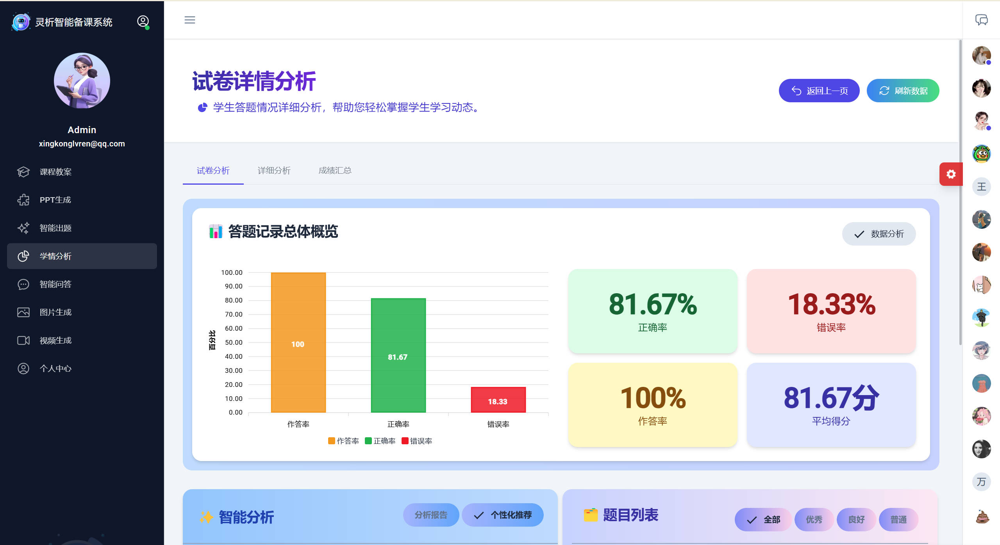 灵析智能备课系统
Admin
xingkonglvren@qq.com
课程教案
PPT生成
智能出题
学情分析
智能问答
图片生成
视频生成
个人中心
试卷详情分析
学生答题情况详细分析，帮助您轻松掌握学生学习动态。
返回上一页
刷新数据
试卷分析
详细分析
成绩汇总
答题记录总体概览
数据分析
百分比
100.00
90.00
80.00
70.00
60.00
50.00
40.00
30.00
20.00
10.00
0.00
100
81.67
18.33
作答率
正确率
错误率
作答率
正确率
错误率
81.67%
正确率
18.33%
错误率
100%
作答率
81.67分
平均得分
智能分析
分析报告
个性化推荐
题目列表
全部
优秀
良好
普通
王
万